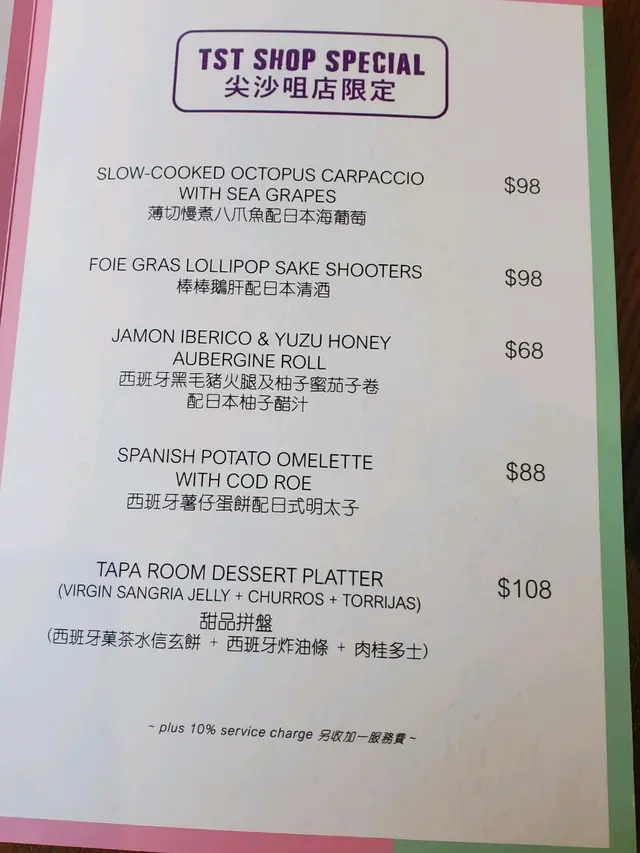 TST SHOP SPECIAL
尖沙咀店限定
SLOW-COOKED OCTOPUS CARPACCIO
WITH SEA GRAPES
薄切慢煮八爪魚配日本海葡萄
$98
FOIE GRAS LOLLIPOP SAKE SHOOTERS
棒棒鵝肝配日本清酒
$98
JAMON IBERICO & YUZU HONEY
AUBERGINE ROLL
西班牙黑毛豬火腿及柚子蜜茄子卷
配日本柚子醋汁
$68
SPANISH POTATO OMELETTE
WITH COD ROE
西班牙薯仔蛋餅配日式明太子
$88
TAPA ROOM DESSERT PLATTER
(VIRGIN SANGRIA JELLY + CHURROS + TORRIJAS)
甜品拼盤
(西班牙菓茶水信玄餅 + 西班牙炸油條 + 肉桂多士)
$108
~ plus 10% service charge 另收加一服務費 ~